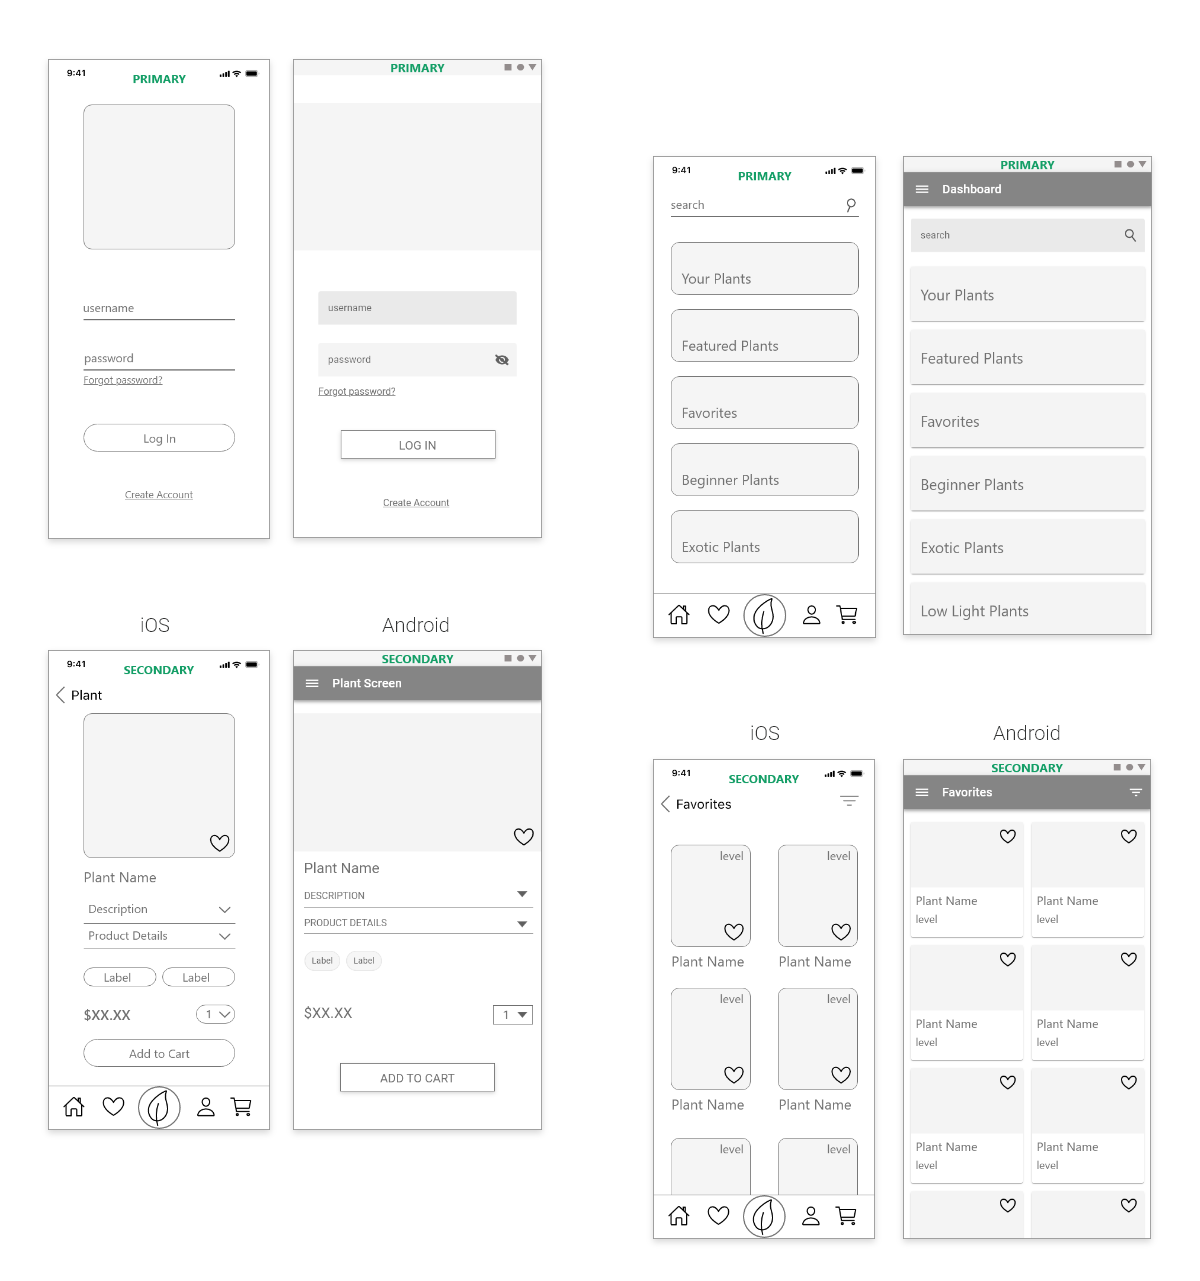 9:41
PRIMARY
username
password
Forgot password?
Log In
Create Account
PRIMARY
username
password
Forgot password?
LOG IN
Create Account
9:41
PRIMARY
search
Your Plants
Featured Plants
Favorites
Beginner Plants
Exotic Plants
PRIMARY
Dashboard
search
Your Plants
Featured Plants
Favorites
Beginner Plants
Exotic Plants
Low Light Plants
iOS
9:41
SECONDARY
Plant
Plant Name
Description
Product Details
Label Label
$XX.XX 1
Add to Cart
Android
SECONDARY
Plant Screen
Plant Name
DESCRIPTION
PRODUCT DETAILS
Label Label
$XX.XX 1
ADD TO CART
iOS
9:41
SECONDARY
Favorites
level level
Plant Name Plant Name
level level
Plant Name Plant Name
level level
Android
SECONDARY
Favorites
Plant Name Plant Name
level level
Plant Name Plant Name
level level
Plant Name Plant Name
level level